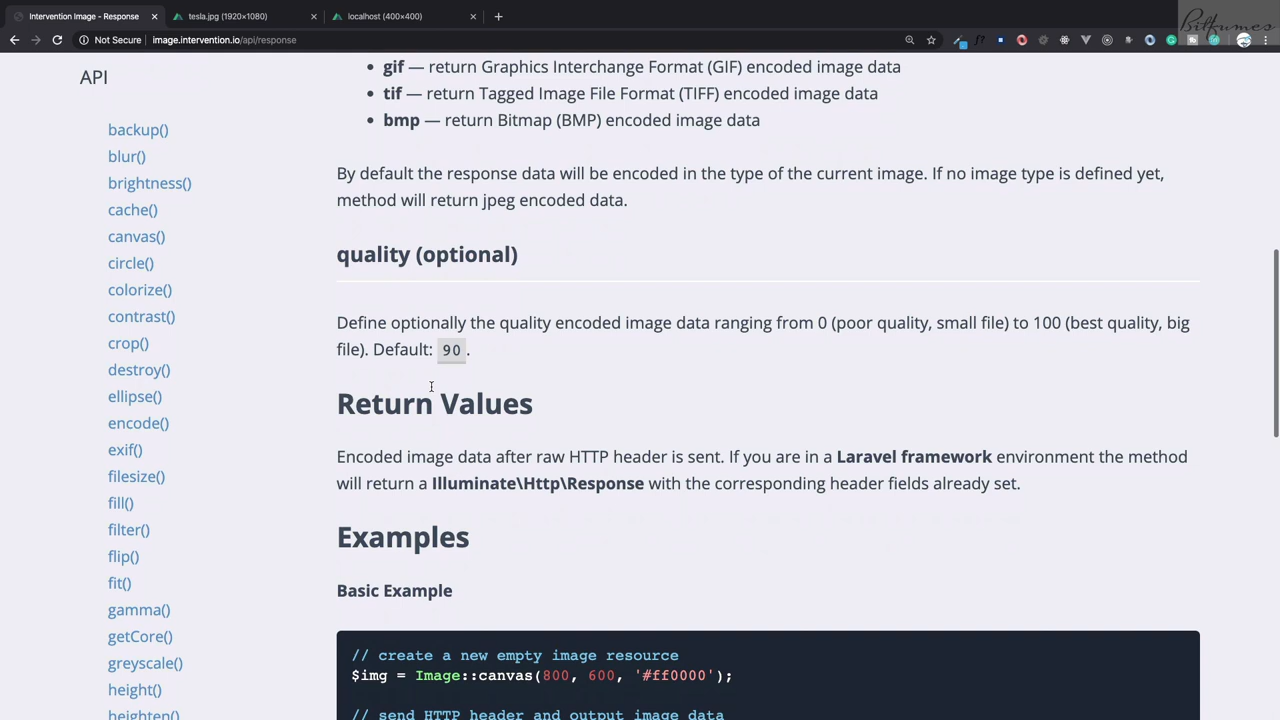 Intervention Image - Response
tesla.jpg (1920×1080)
localhost (400×400)
Bitfumes
Not Secure
image.intervention.io/api/response
API
backup()
blur()
brightness()
cache()
canvas()
circle()
colorize()
contrast()
crop()
destroy()
ellipse()
encode()
exif()
filesize()
fill()
filter()
flip()
fit()
gamma()
getCore()
greyscale()
height()
heighten()
• gif — return Graphics Interchange Format (GIF) encoded image data
• tif — return Tagged Image File Format (TIFF) encoded image data
• bmp — return Bitmap (BMP) encoded image data
By default the response data will be encoded in the type of the current image. If no image type is defined yet,
method will return jpeg encoded data.
quality (optional)
Define optionally the quality encoded image data ranging from 0 (poor quality, small file) to 100 (best quality, big
file). Default: 90.
Return Values
Encoded image data after raw HTTP header is sent. If you are in a Laravel framework environment the method
will return a Illuminate\Http\Response with the corresponding header fields already set.
Examples
Basic Example
// create a new empty image resource
$img = Image::canvas(800, 600, '#ff0000');
// send HTTP header and output image data